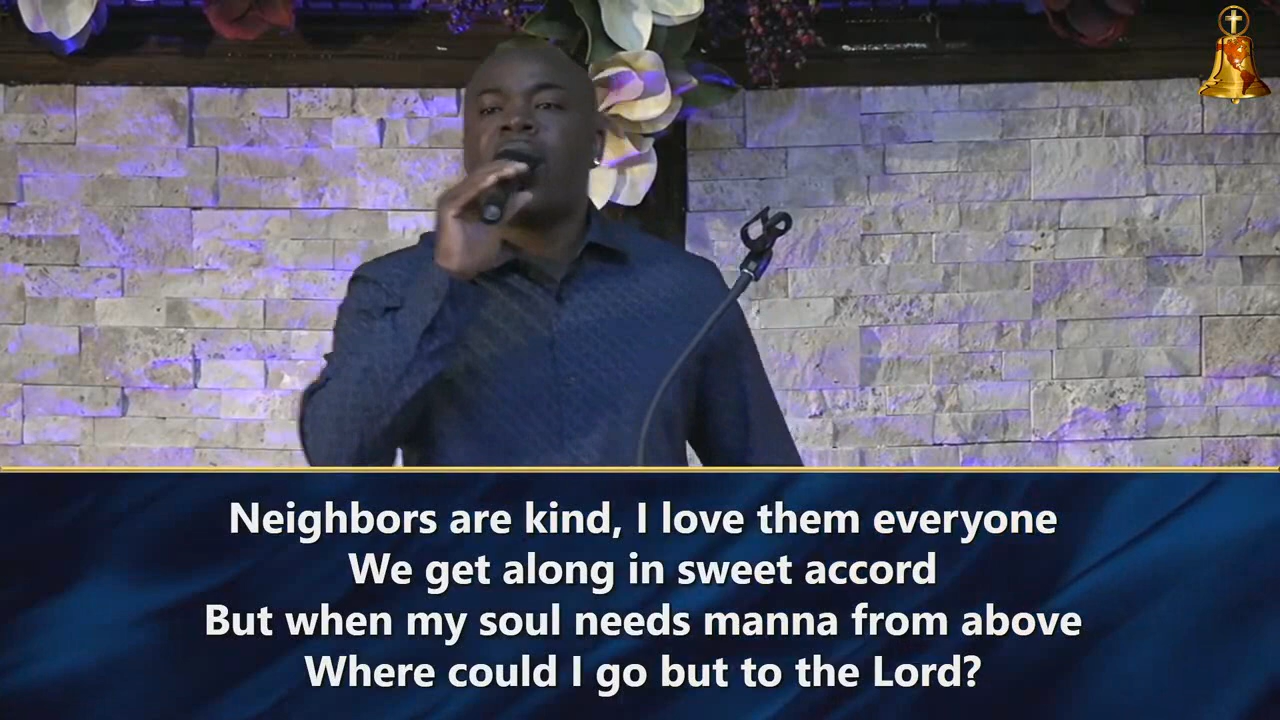 Neighbors are kind, I love them everyone
We get along in sweet accord
But when my soul needs manna from above
Where could I go but to the Lord?